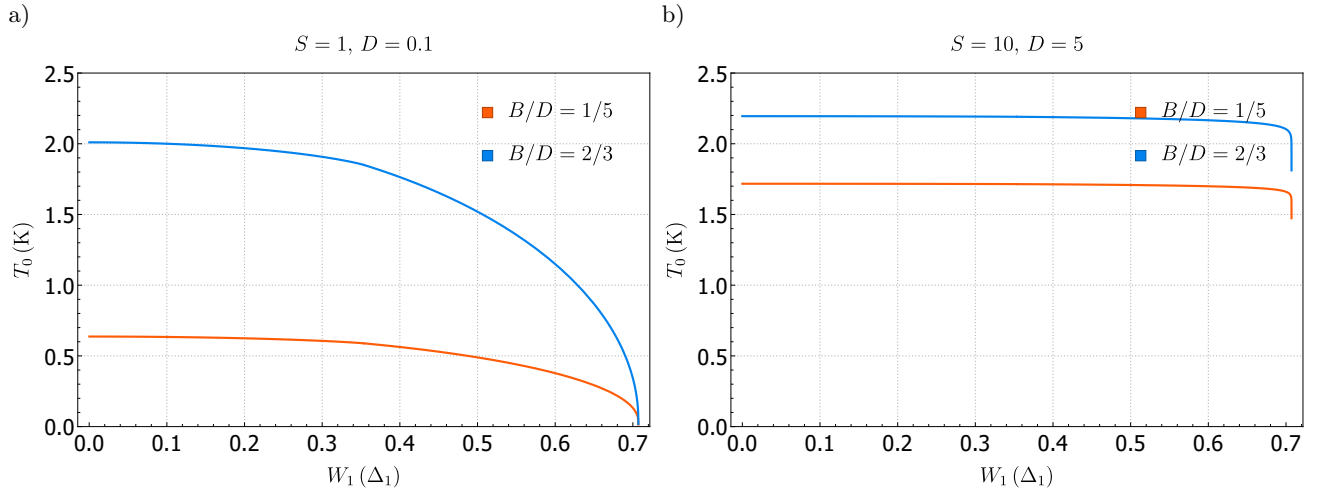 a)
S = 1, D = 0.1
2.5
2.0
1.5
1.0
0.5
0.0
T₀ (K)
B/D = 1/5
B/D = 2/3
0.0 0.1 0.2 0.3 0.4 0.5 0.6 0.7
W₁ (Δ₁)
b)
S = 10, D = 5
2.5
2.0
1.5
1.0
0.5
0.0
T₀ (K)
B/D = 1/5
B/D = 2/3
0.0 0.1 0.2 0.3 0.4 0.5 0.6 0.7
W₁ (Δ₁)